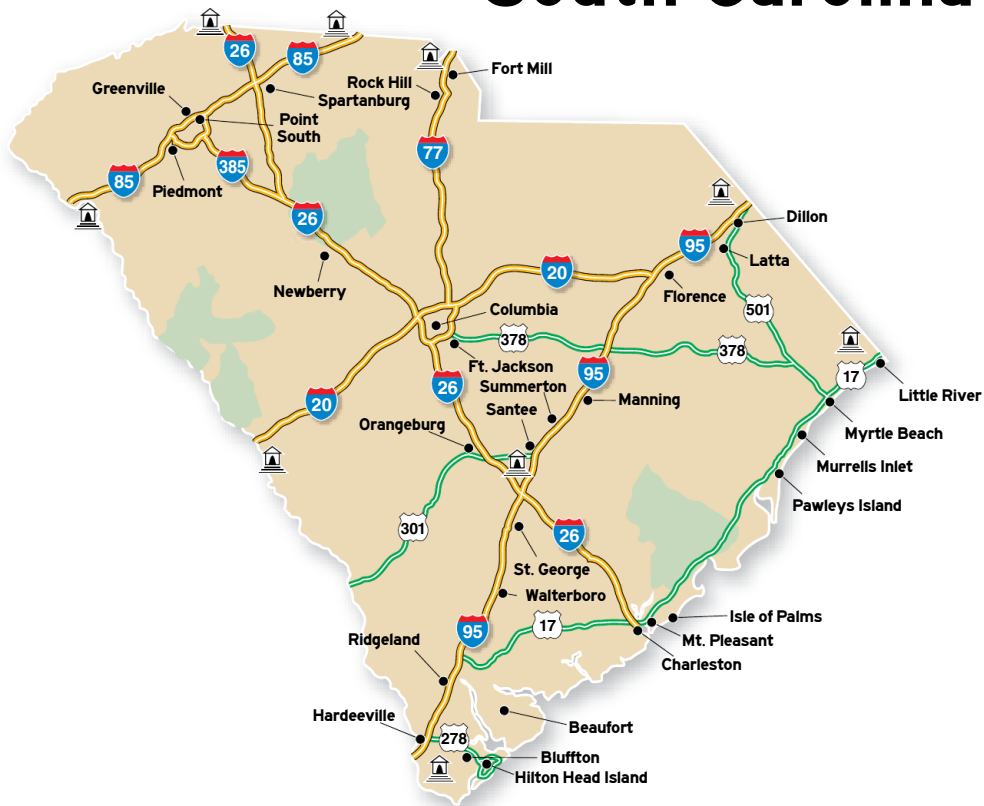 South Carolina
26
85
Fort Mill
Rock Hill
Greenville
Spartanburg
Point
South
77
385
85
Piedmont
26
Dillon
95
Latta
20
Newberry
Florence
501
Columbia
378
378
Ft. Jackson
17
26
Summerton
95
Little River
20
Santee
Manning
Orangeburg
Myrtle Beach
Murrells Inlet
Pawleys Island
301
26
St. George
Walterboro
Isle of Palms
17
95
Mt. Pleasant
Ridgeland
Charleston
Hardeeville
Beaufort
278
Bluffton
Hilton Head Island